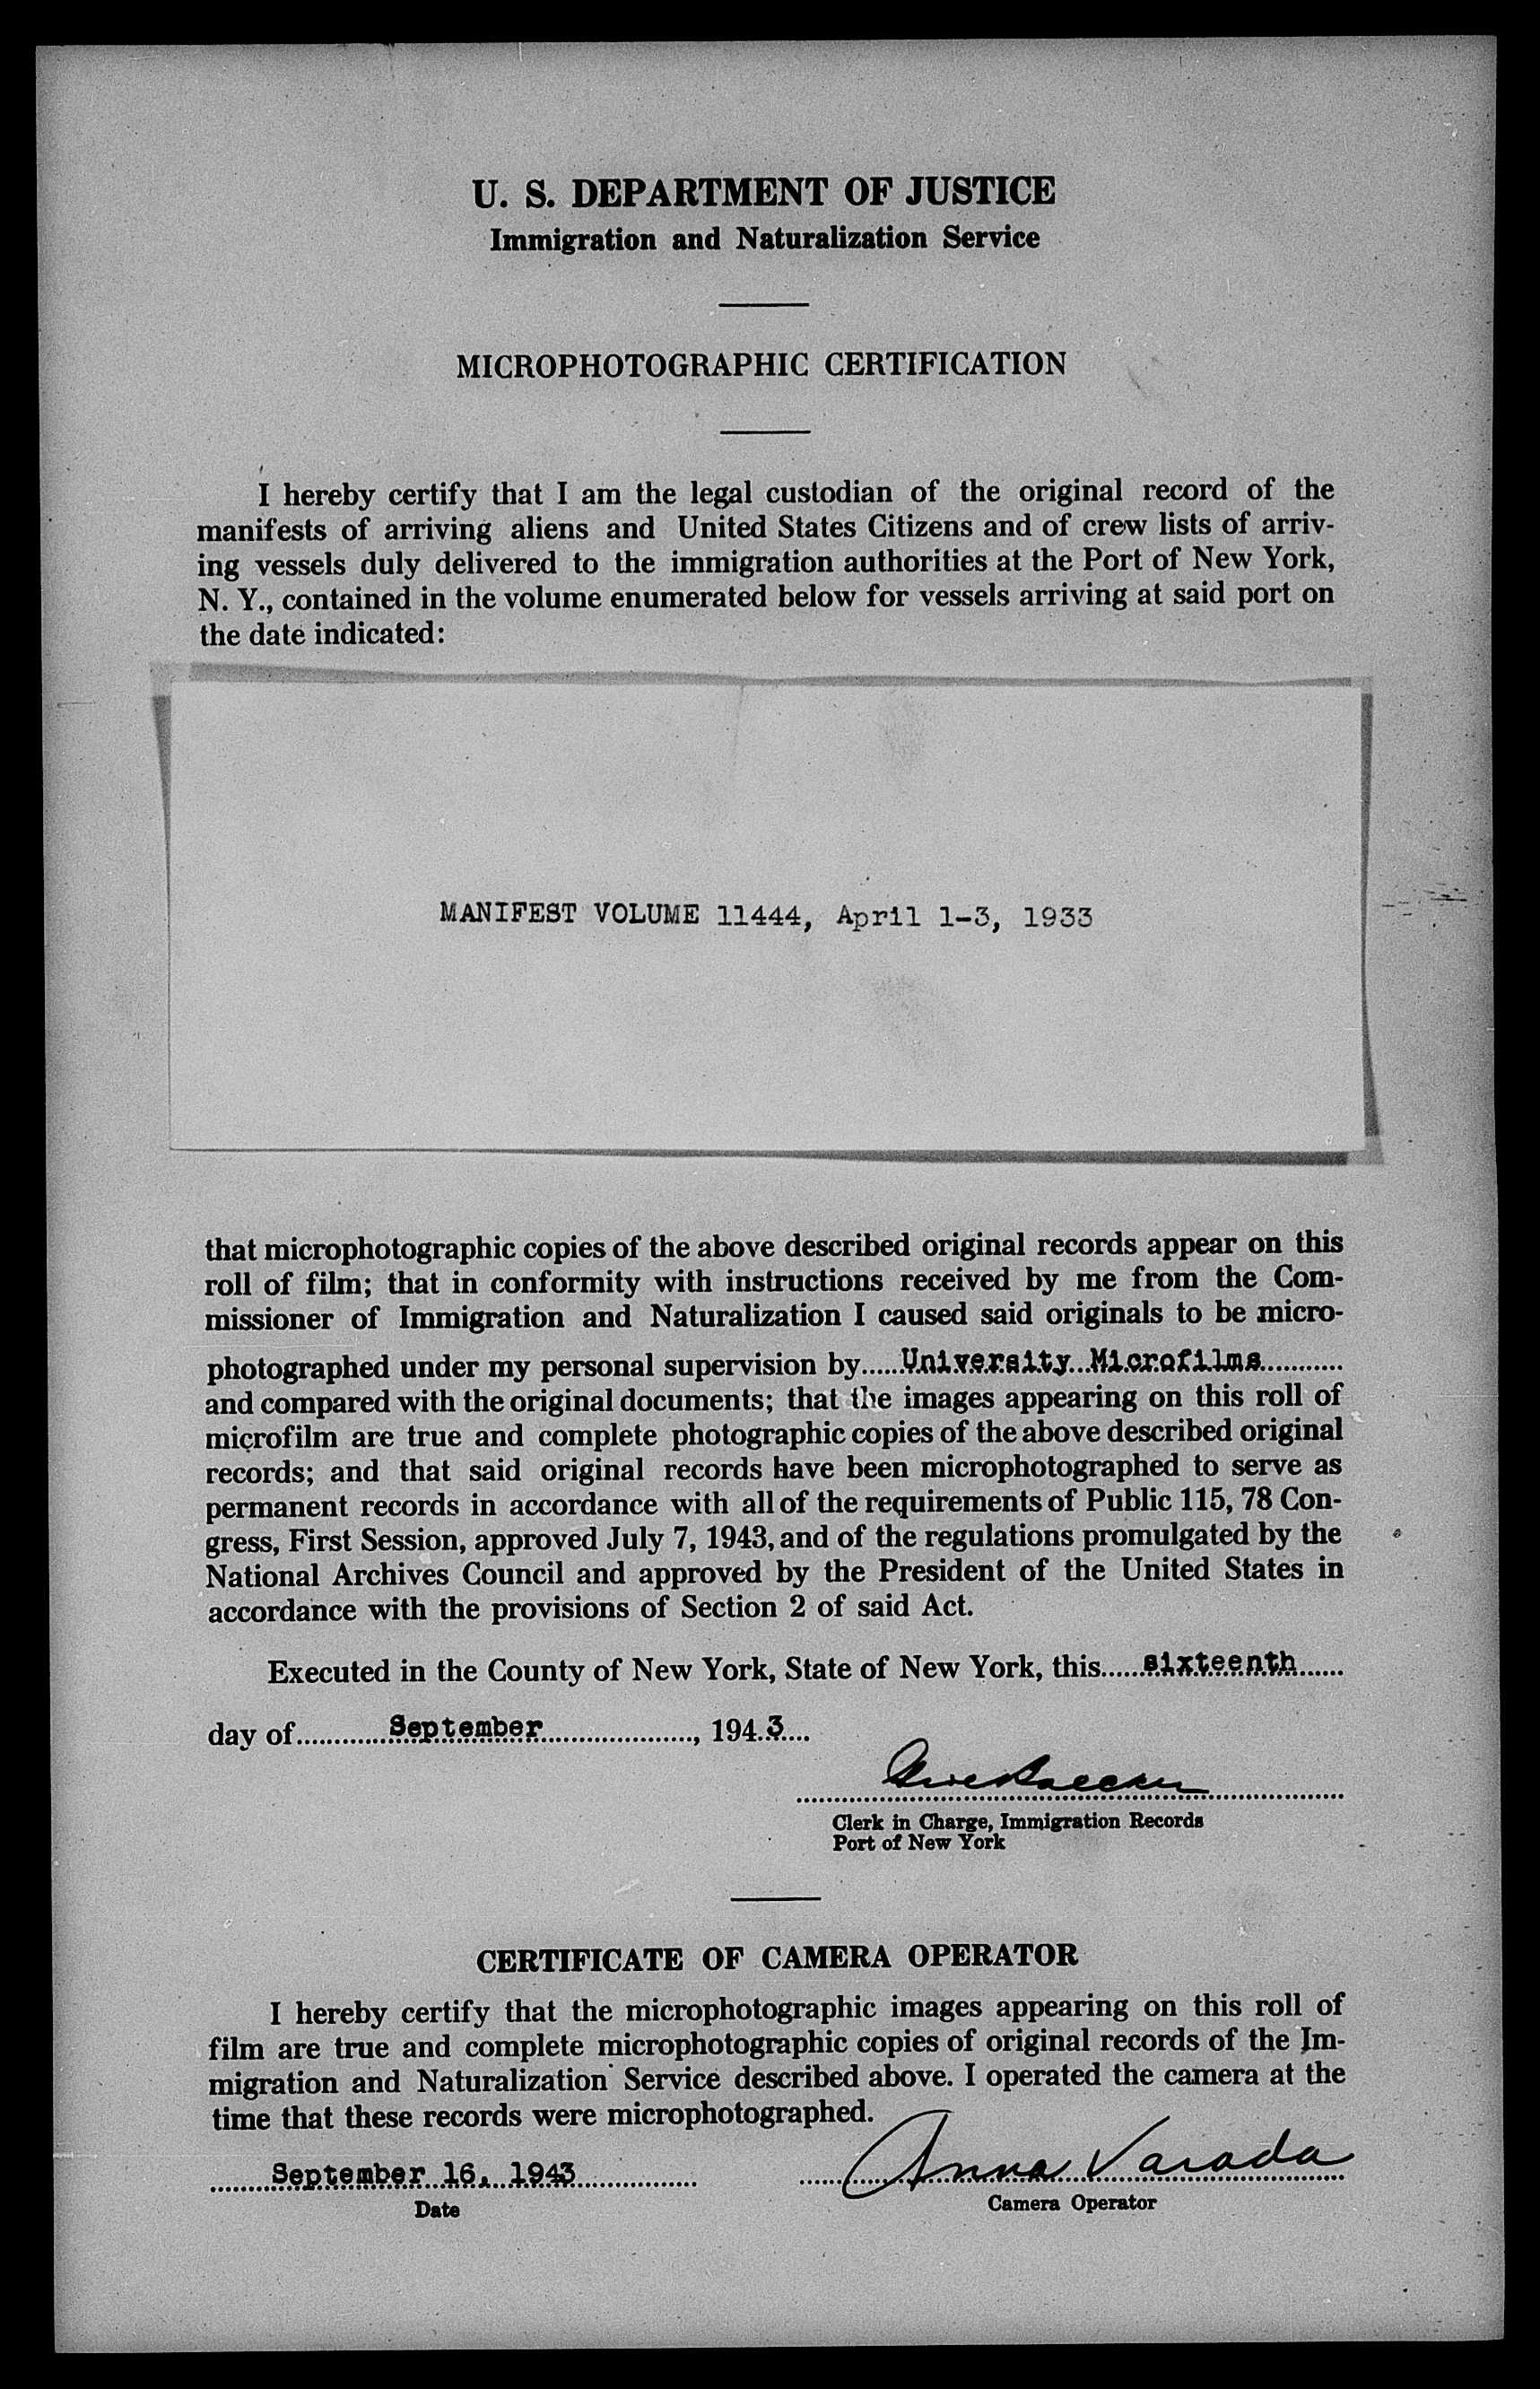 U. S. DEPARTMENT OF JUSTICE
Immigration and Naturalization Service
MICROPHOTOGRAPHIC CERTIFICATION
I hereby certify that I am the legal custodian of the original record of the
manifests of arriving aliens and United States Citizens and of crew lists of arriv-
ing vessels duly delivered to the immigration authorities at the Port of New York,
N. Y., contained in the volume enumerated below for vessels arriving at said port on
the date indicated:
MANIFEST VOLUME 11444, April 1-3, 1933
that microphotographic copies of the above described original records appear on this
roll of film; that in conformity with instructions received by me from the Com-
missioner of Immigration and Naturalization I caused said originals to be micro-
photographed under my personal supervision by.....University Microfilms...........
and compared with the original documents; that the images appearing on this roll of
microfilm are true and complete photographic copies of the above described original
records; and that said original records have been microphotographed to serve as
permanent records in accordance with all of the requirements of Public 115, 78 Con-
gress, First Session, approved July 7, 1943, and of the regulations promulgated by the
National Archives Council and approved by the President of the United States in
accordance with the provisions of Section 2 of said Act.
Executed in the County of New York, State of New York, this......sixteenth......
day of............September...................., 194.3....
Clerk in Charge, Immigration Records
Port of New York
CERTIFICATE OF CAMERA OPERATOR
I hereby certify that the microphotographic images appearing on this roll of
film are true and complete microphotographic copies of original records of the Im-
migration and Naturalization Service described above. I operated the camera at the
time that these records were microphotographed.
September 16, 1943
Anna Varada
Date
Camera Operator